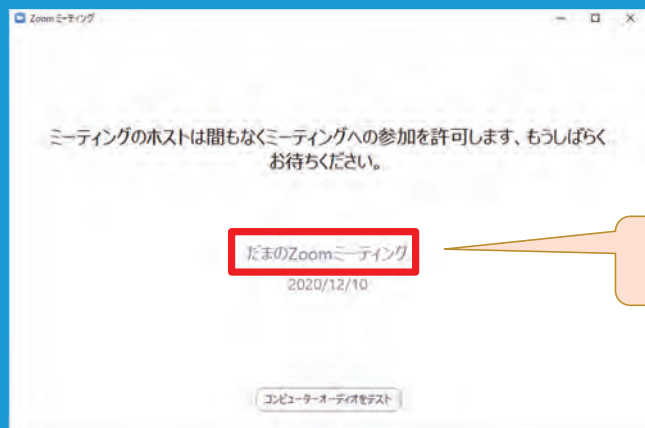 Zoom ミーティング
ミーティングのホストは間もなくミーティングへの参加を許可します、もうしばらく
お待ちください。
だまのZoomミーティング
2020/12/10
コンピューターオーディオをテスト